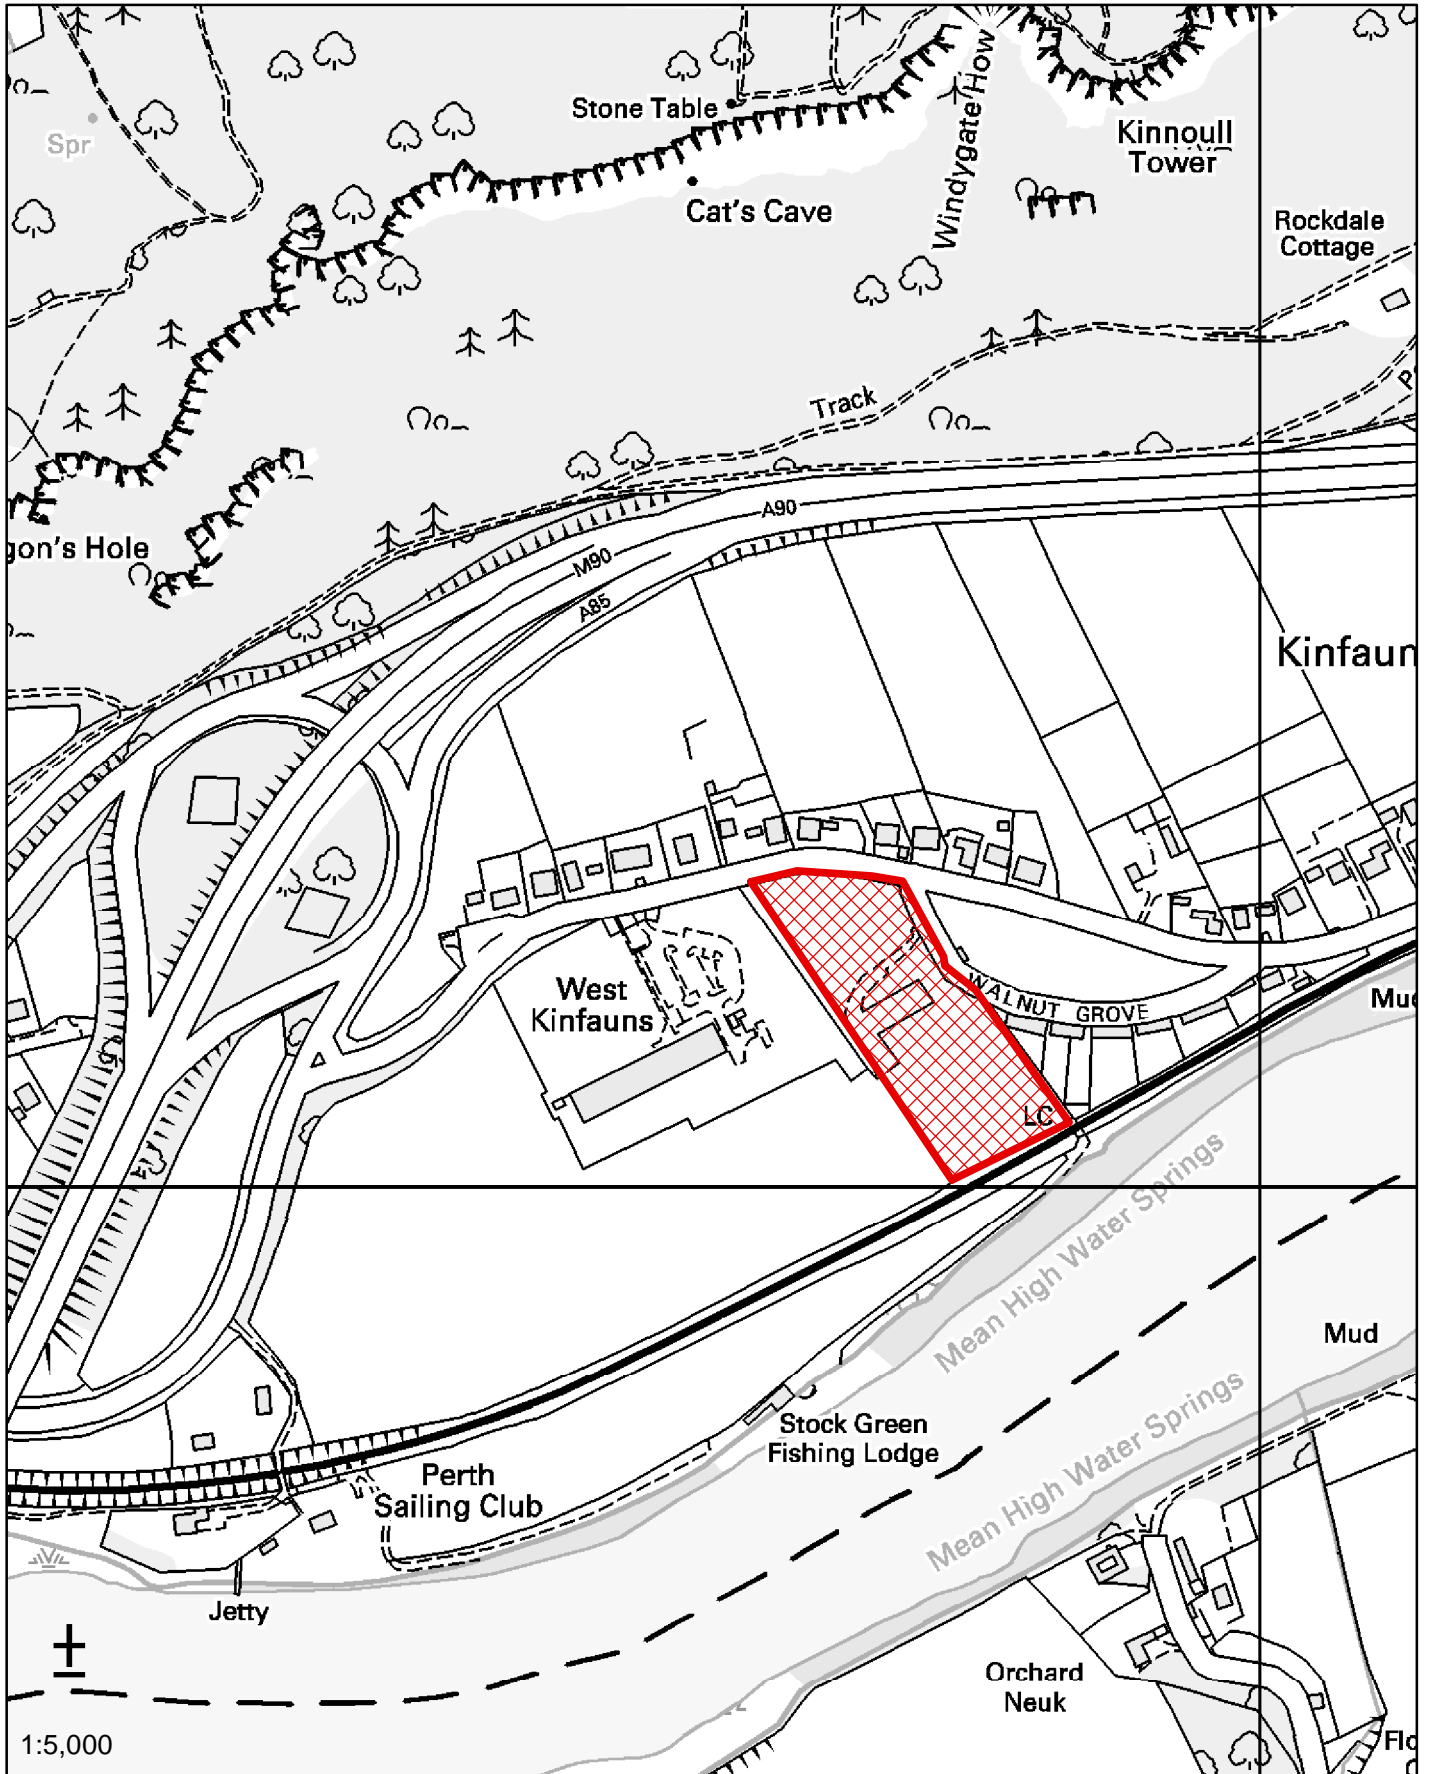 Stone Table
Windygate How
Kinnoull
Tower
Spr
Cat's Cave
Rockdale
Cottage
Track
A90
gon's Hole
M90
A85
Kinfaun
West
Kinfauns
WALNUT GROVE
LC
Mean High Water Springs
Mud
Mean High Water Springs
Stock Green
Fishing Lodge
Perth
Sailing Club
Jetty
Orchard
Neuk
1:5,000